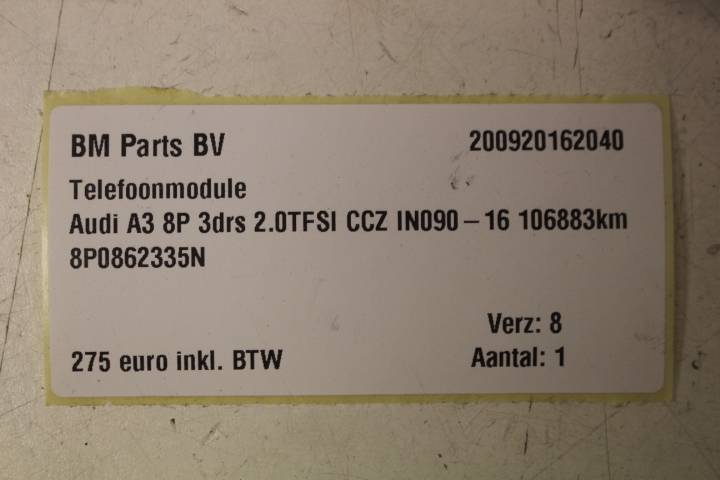 BM Parts BV 200920162040
Telefoonmodule
Audi A3 8P 3drs 2.0TFSI CCZ IN090 – 16 106883km
8P0862335N
Verz: 8
275 euro inkl. BTW Aantal: 1